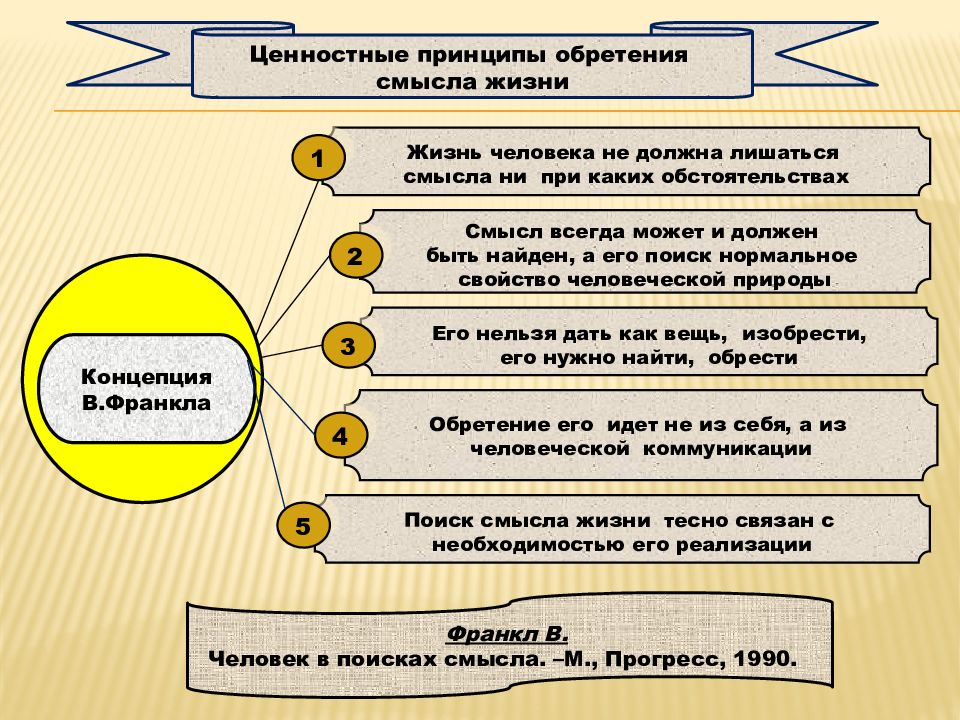 Ценностные принципы обретения
смысла жизни
1
Жизнь человека не должна лишаться
смысла ни при каких обстоятельствах
2
Смысл всегда может и должен
быть найден, а его поиск нормальное
свойство человеческой природы
3
Его нельзя дать как вещь, изобрести,
его нужно найти, обрести
Концепция
В.Франкла
4
Обретение его идет не из себя, а из
человеческой коммуникации
5
Поиск смысла жизни тесно связан с
необходимостью его реализации
Франкл В.
Человек в поисках смысла. –М., Прогресс, 1990.